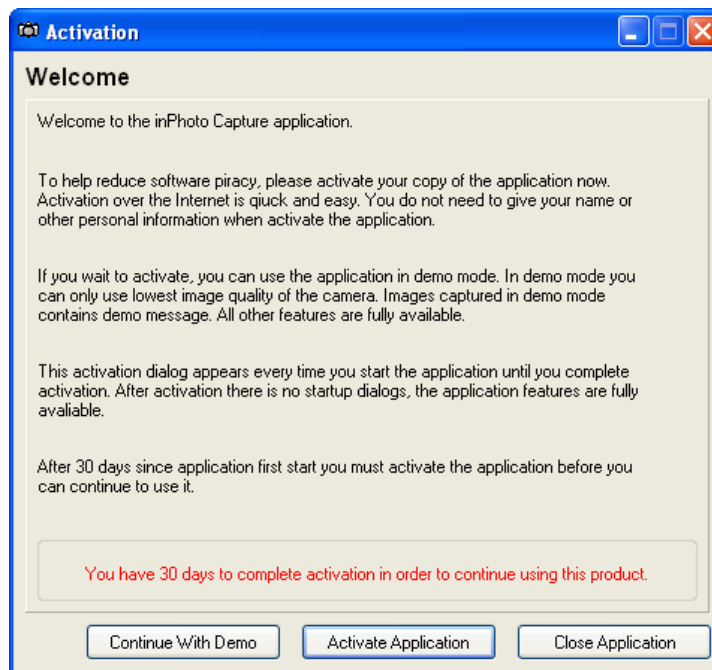 Activation
Welcome
Welcome to the inPhoto Capture application.
To help reduce software piracy, please activate your copy of the application now.
Activation over the Internet is qiuck and easy. You do not need to give your name or
other personal information when activate the application.
If you wait to activate, you can use the application in demo mode. In demo mode you
can only use lowest image quality of the camera. Images captured in demo mode
contains demo message. All other features are fully available.
This activation dialog appears every time you start the application until you complete
activation. After activation there is no startup dialogs, the application features are fully
avaliable.
After 30 days since application first start you must activate the application before you
can continue to use it.
You have 30 days to complete activation in order to continue using this product.
Continue With Demo
Activate Application
Close Application